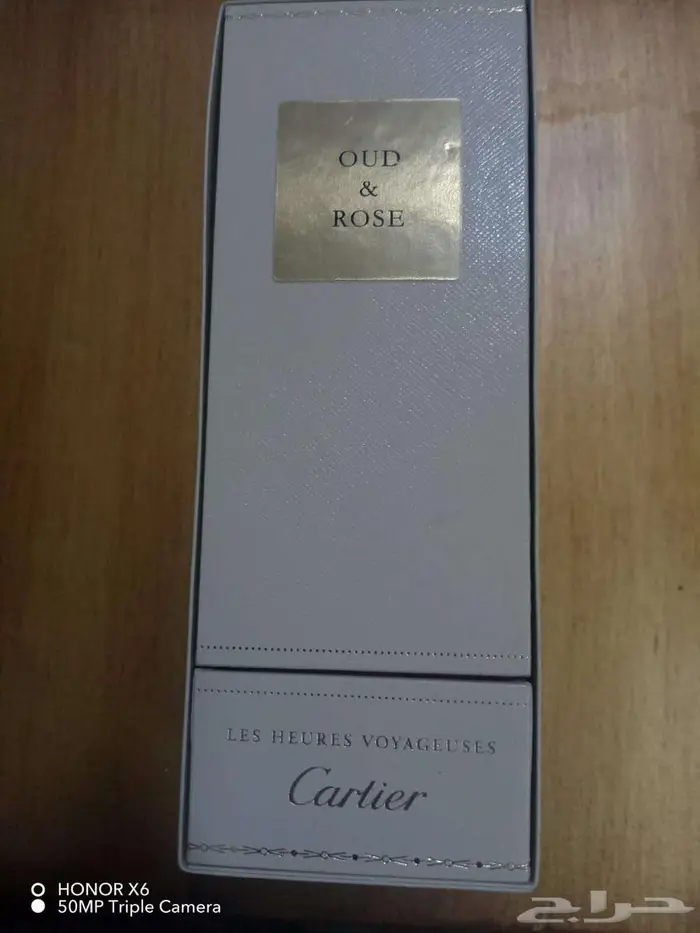 OUD
&
ROSE
LES HEURES VOYAGEUSES
Cartier
HONOR X6
50MP Triple Camera
حراج